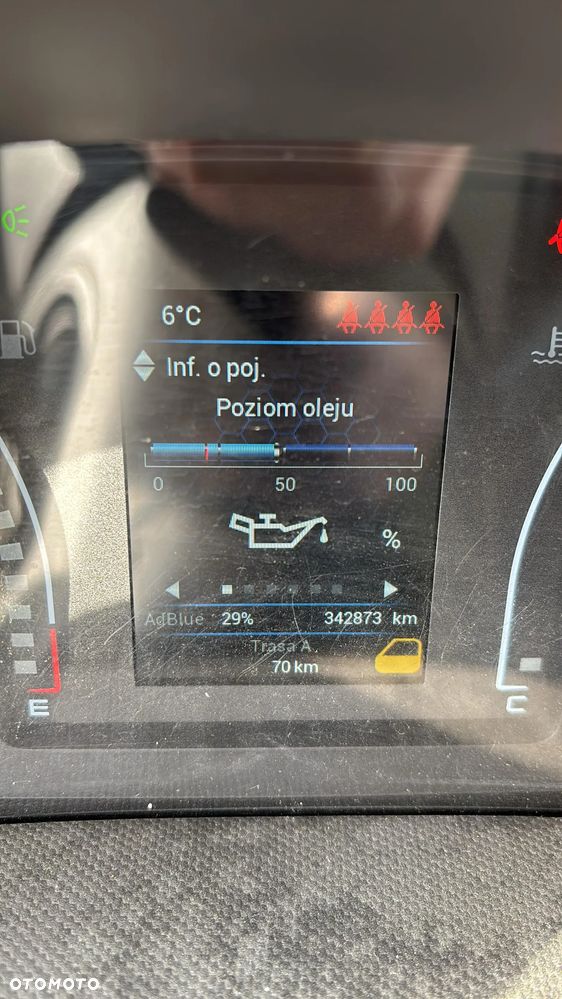 6°C
Inf. o poj.
Poziom oleju
0 50 100
%
AdBlue 29% 342873 km
Trasa A
70 km
E C
OTOMOTO